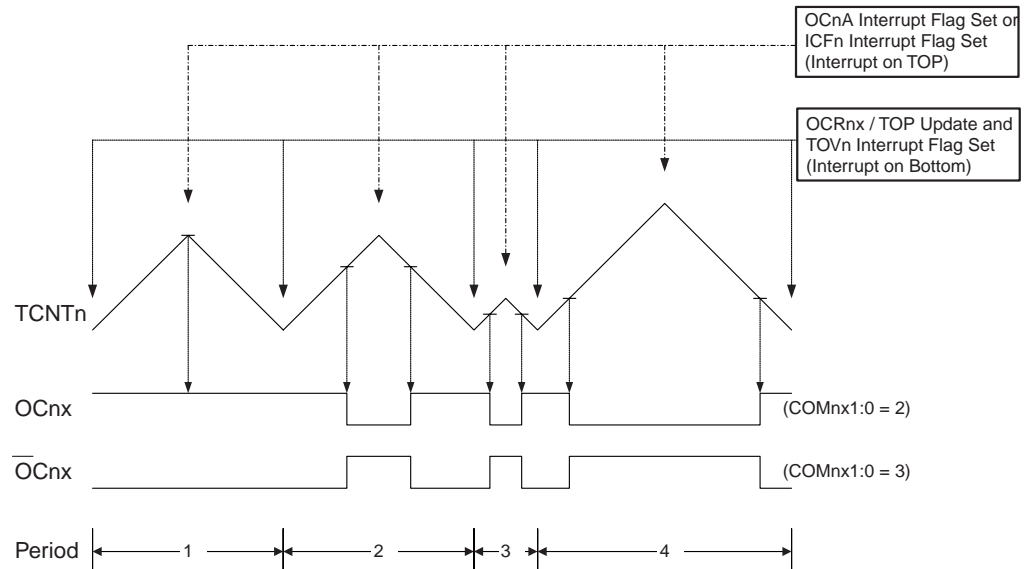 OCnA Interrupt Flag Set or
ICFn Interrupt Flag Set
(Interrupt on TOP)
OCRnx / TOP Update and
TOVn Interrupt Flag Set
(Interrupt on Bottom)
TCNTn
OCnx
(COMnx1:0 = 2)
OCnx
(COMnx1:0 = 3)
Period
1
2
3
4